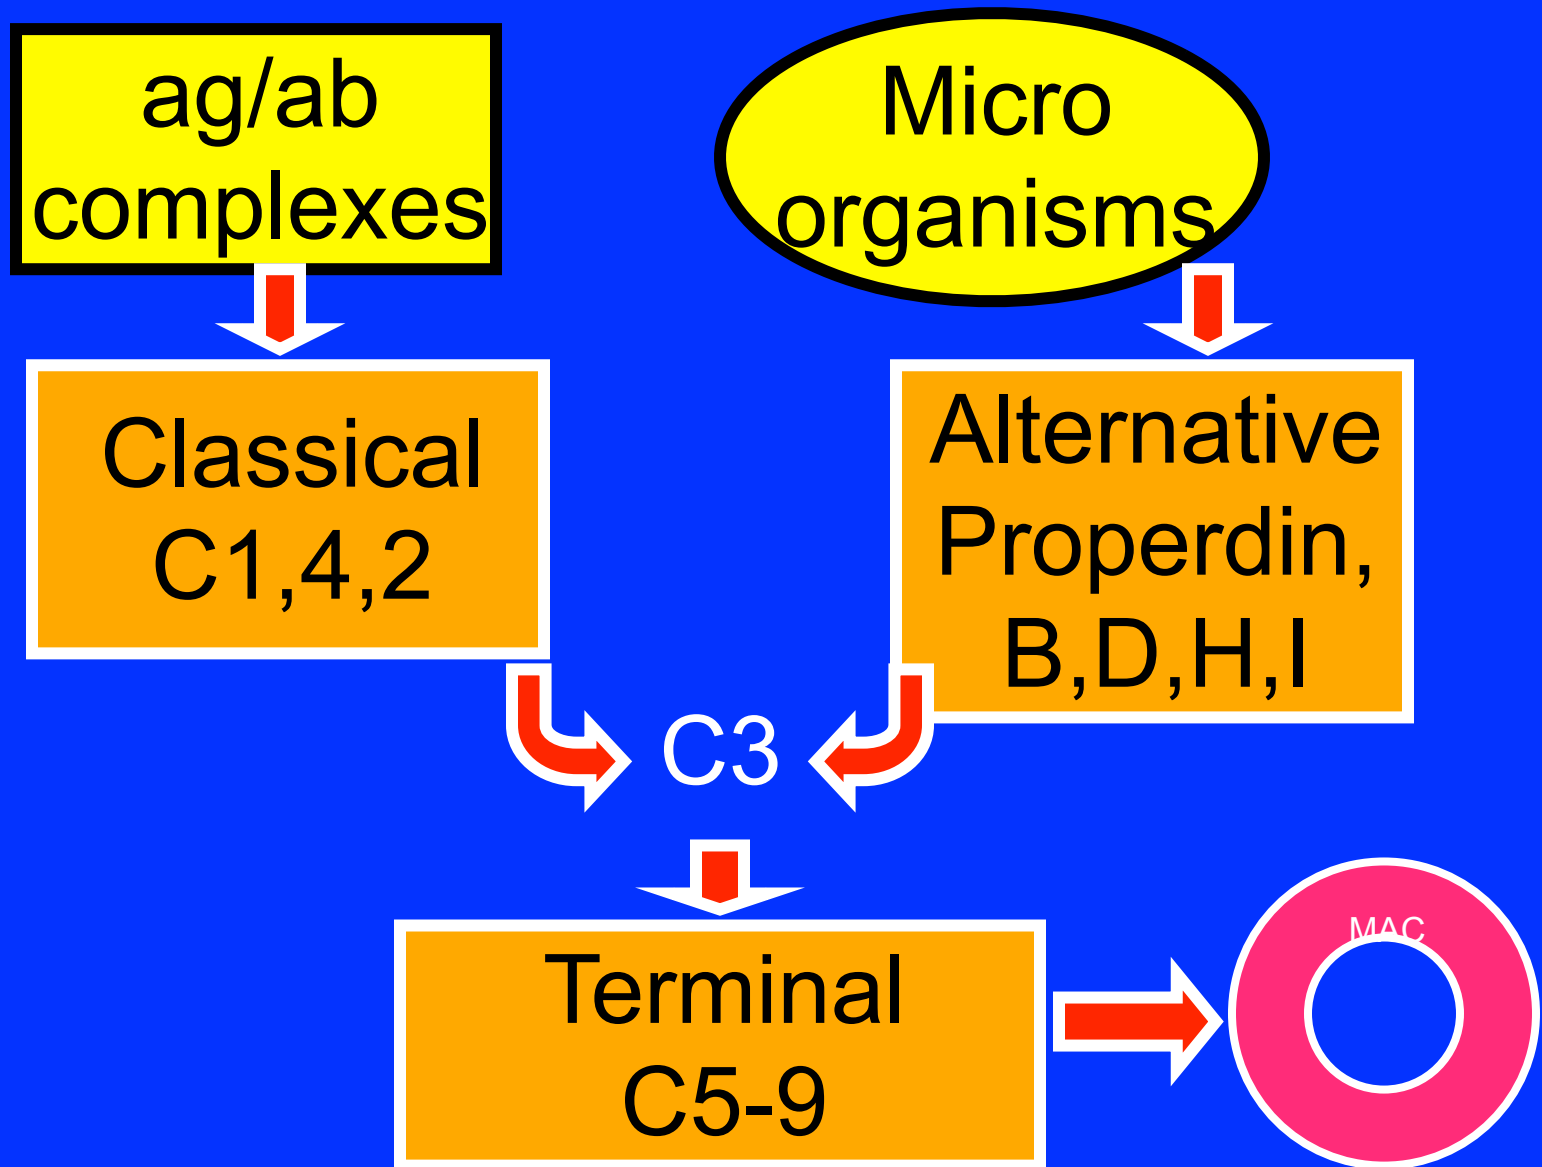 ag/ab
complexes
Micro
organisms
Classical
C1,4,2
Alternative
Properdin,
B,D,H,I
C3
Terminal
C5-9
MAC